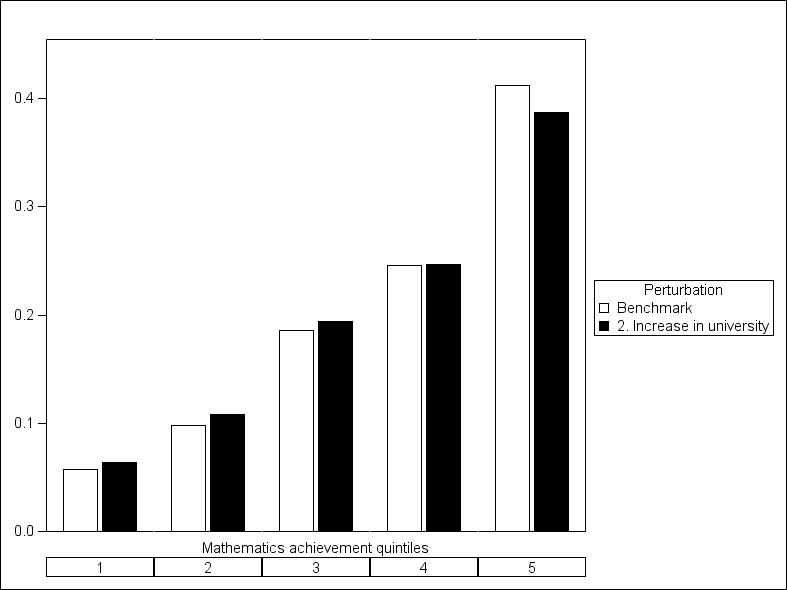 0.4
0.3
0.2
0.1
0.0
Mathematics achievement quintiles
1 2 3 4 5
Perturbation
Benchmark
2. Increase in university